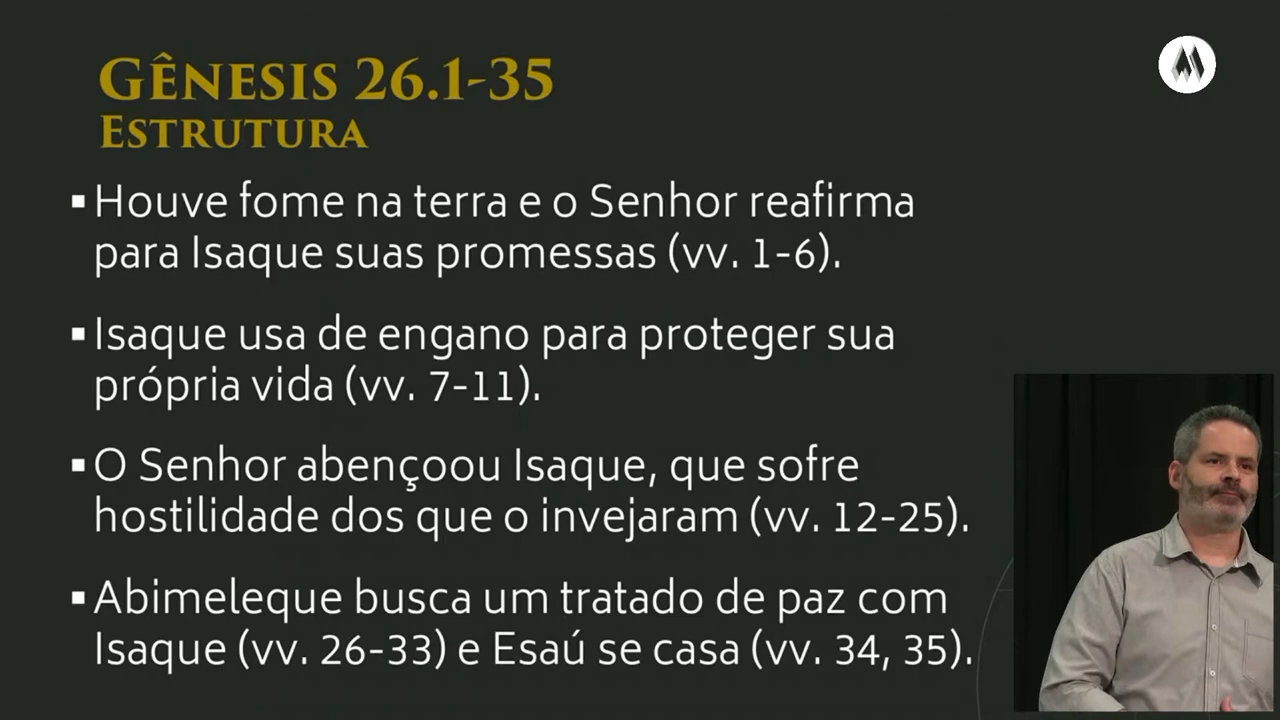 GÊNESIS 26.1-35
ESTRUTURA
▪Houve fome na terra e o Senhor reafirma
para Isaque suas promessas (vv. 1-6).
▪Isaque usa de engano para proteger sua
própria vida (vv. 7-11).
▪O Senhor abençoou Isaque, que sofre
hostilidade dos que o invejaram (vv. 12-25).
▪Abimeleque busca um tratado de paz com
Isaque (vv. 26-33) e Esaú se casa (vv. 34, 35).